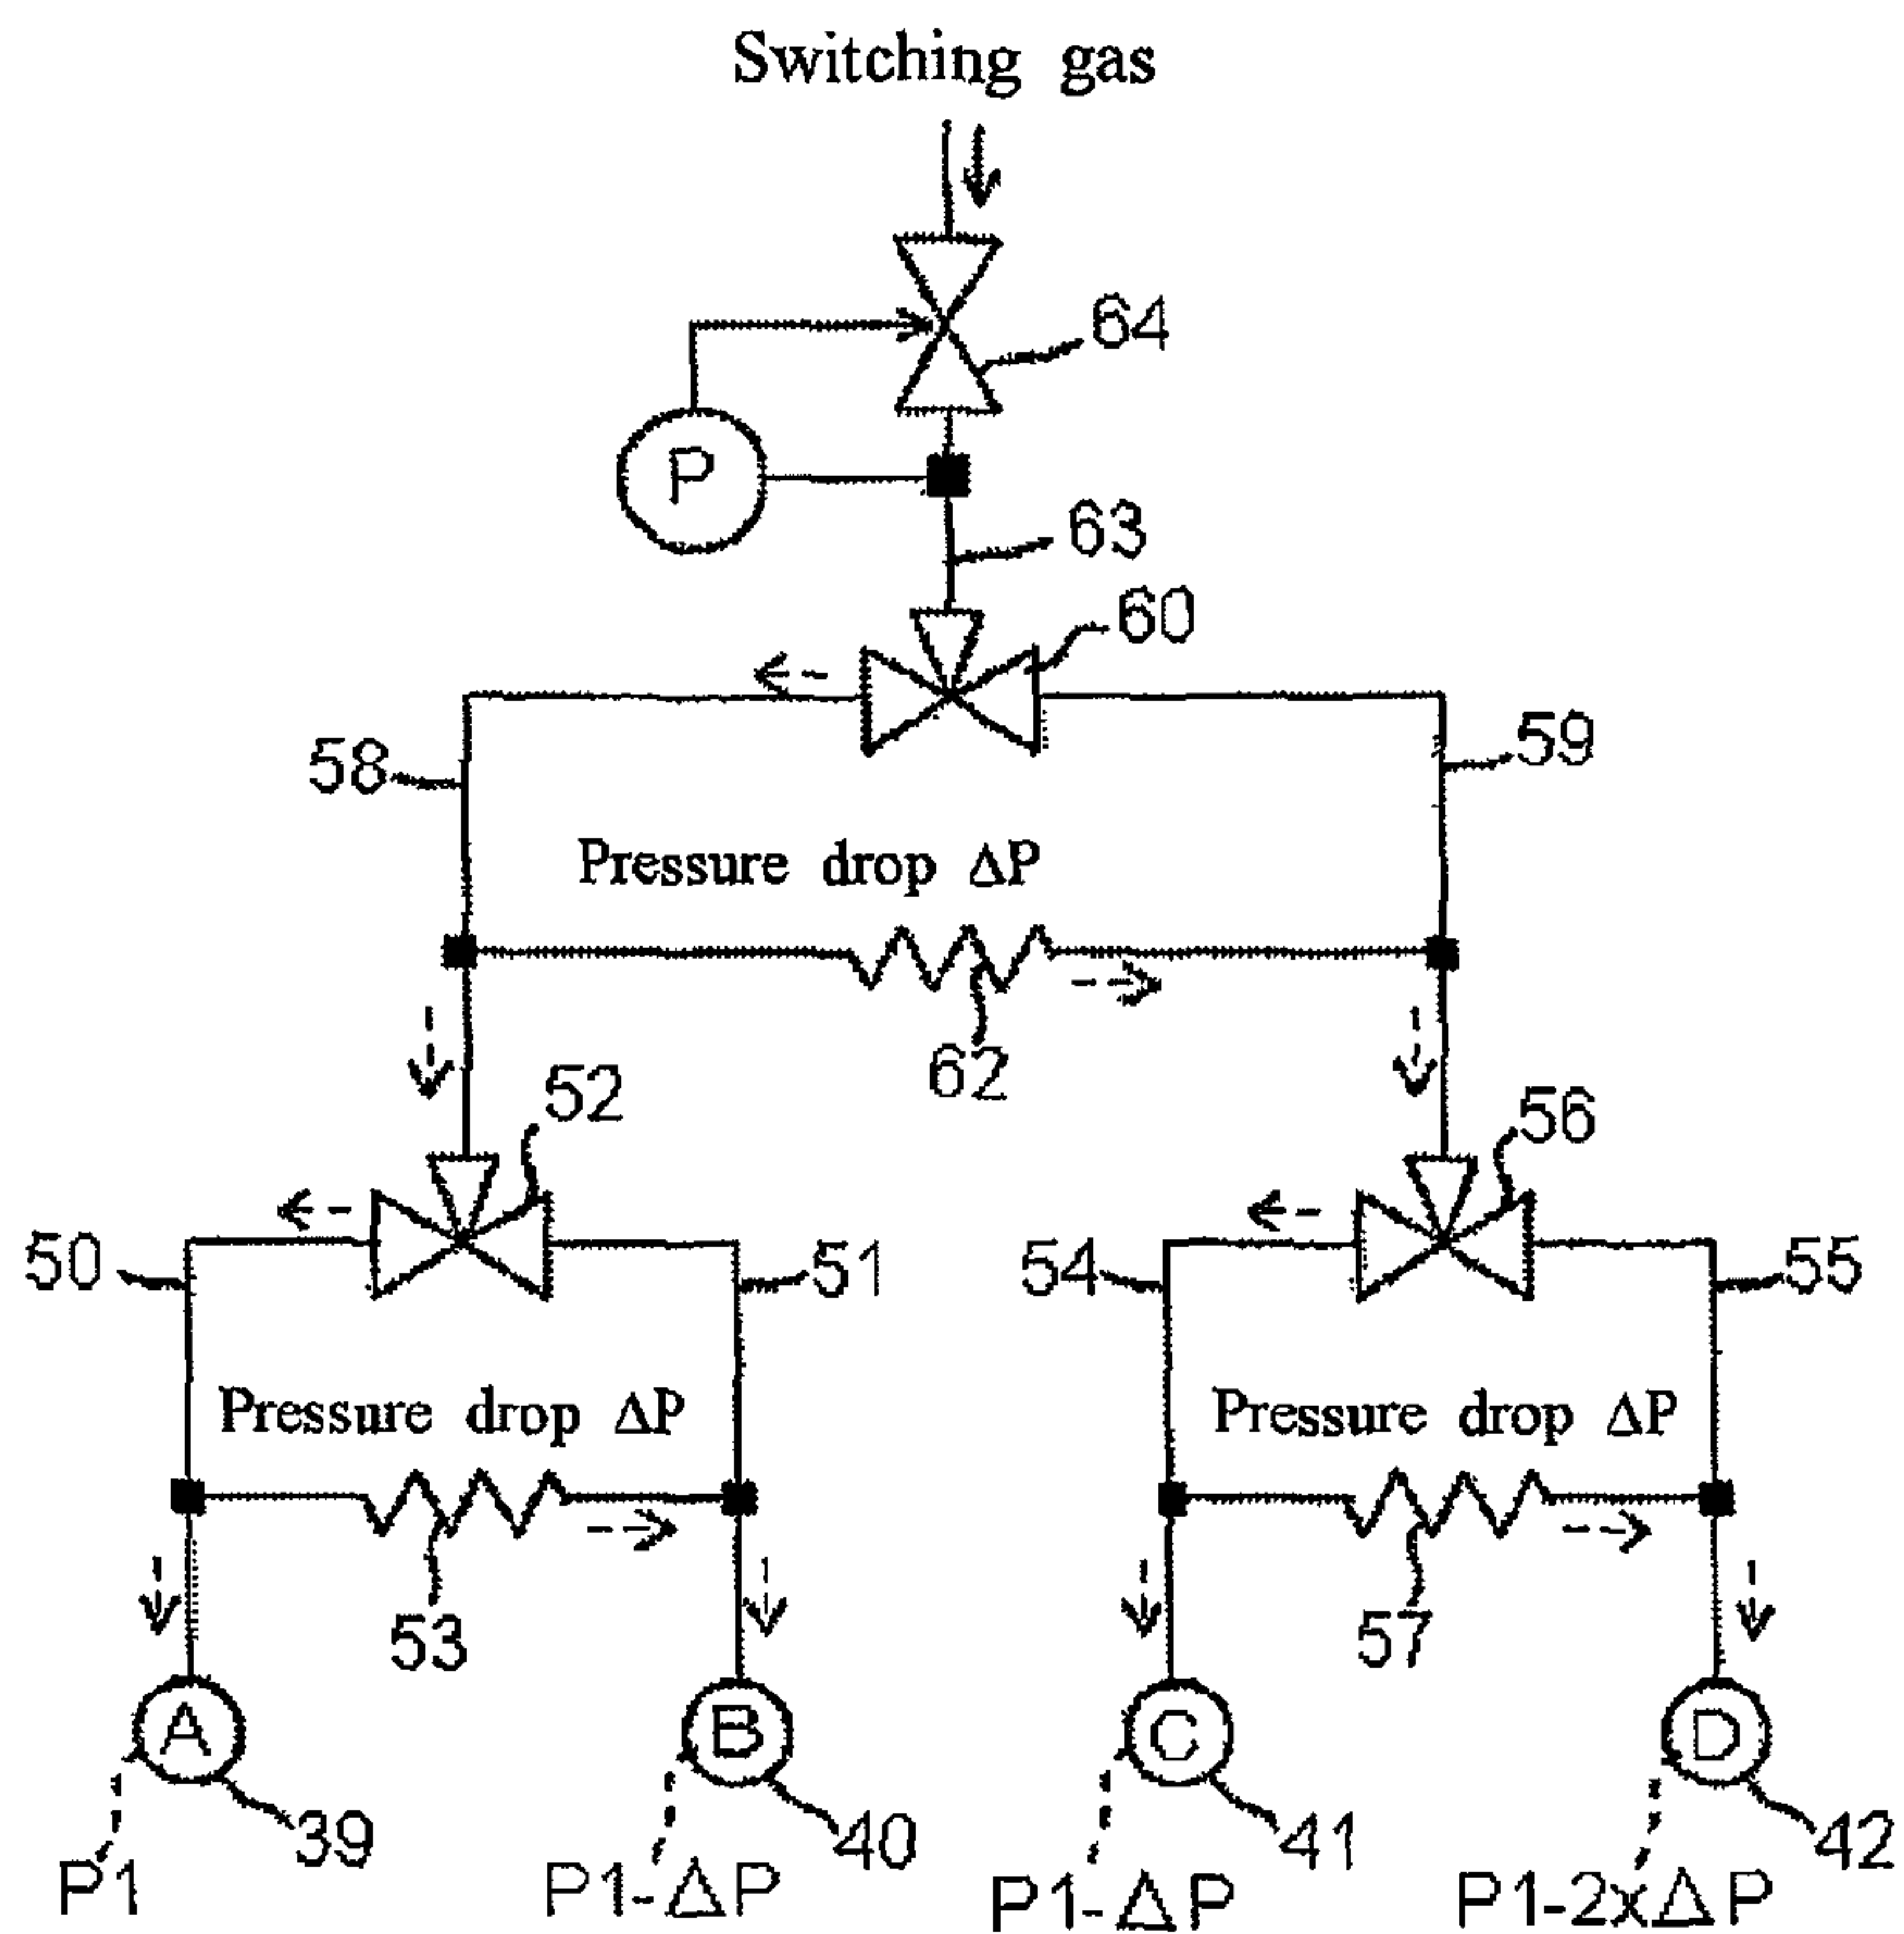 Switching gas
64
P
63
60
58
59
Pressure drop ΔP
62
52
56
50
51
54
55
Pressure drop ΔP
Pressure drop ΔP
53
57
A
B
C
D
39
40
41
42
P1
P1-ΔP
P1-ΔP
P1-2xΔP